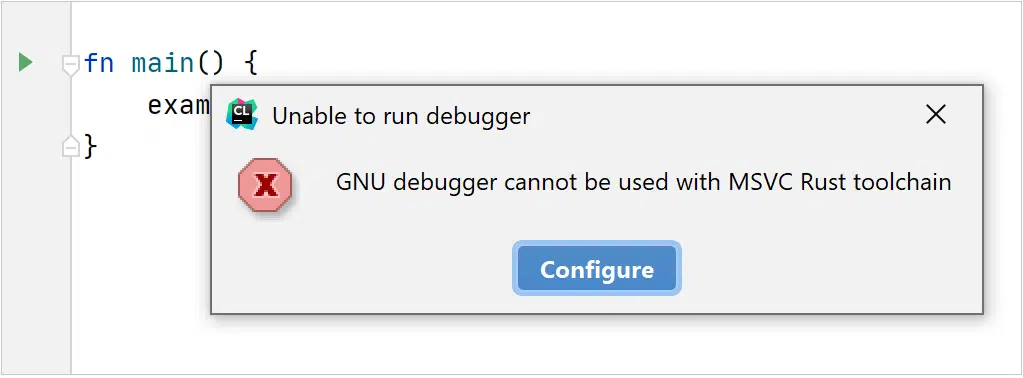 fn main() {
exam
}
CL
Unable to run debugger
X
GNU debugger cannot be used with MSVC Rust toolchain
Configure